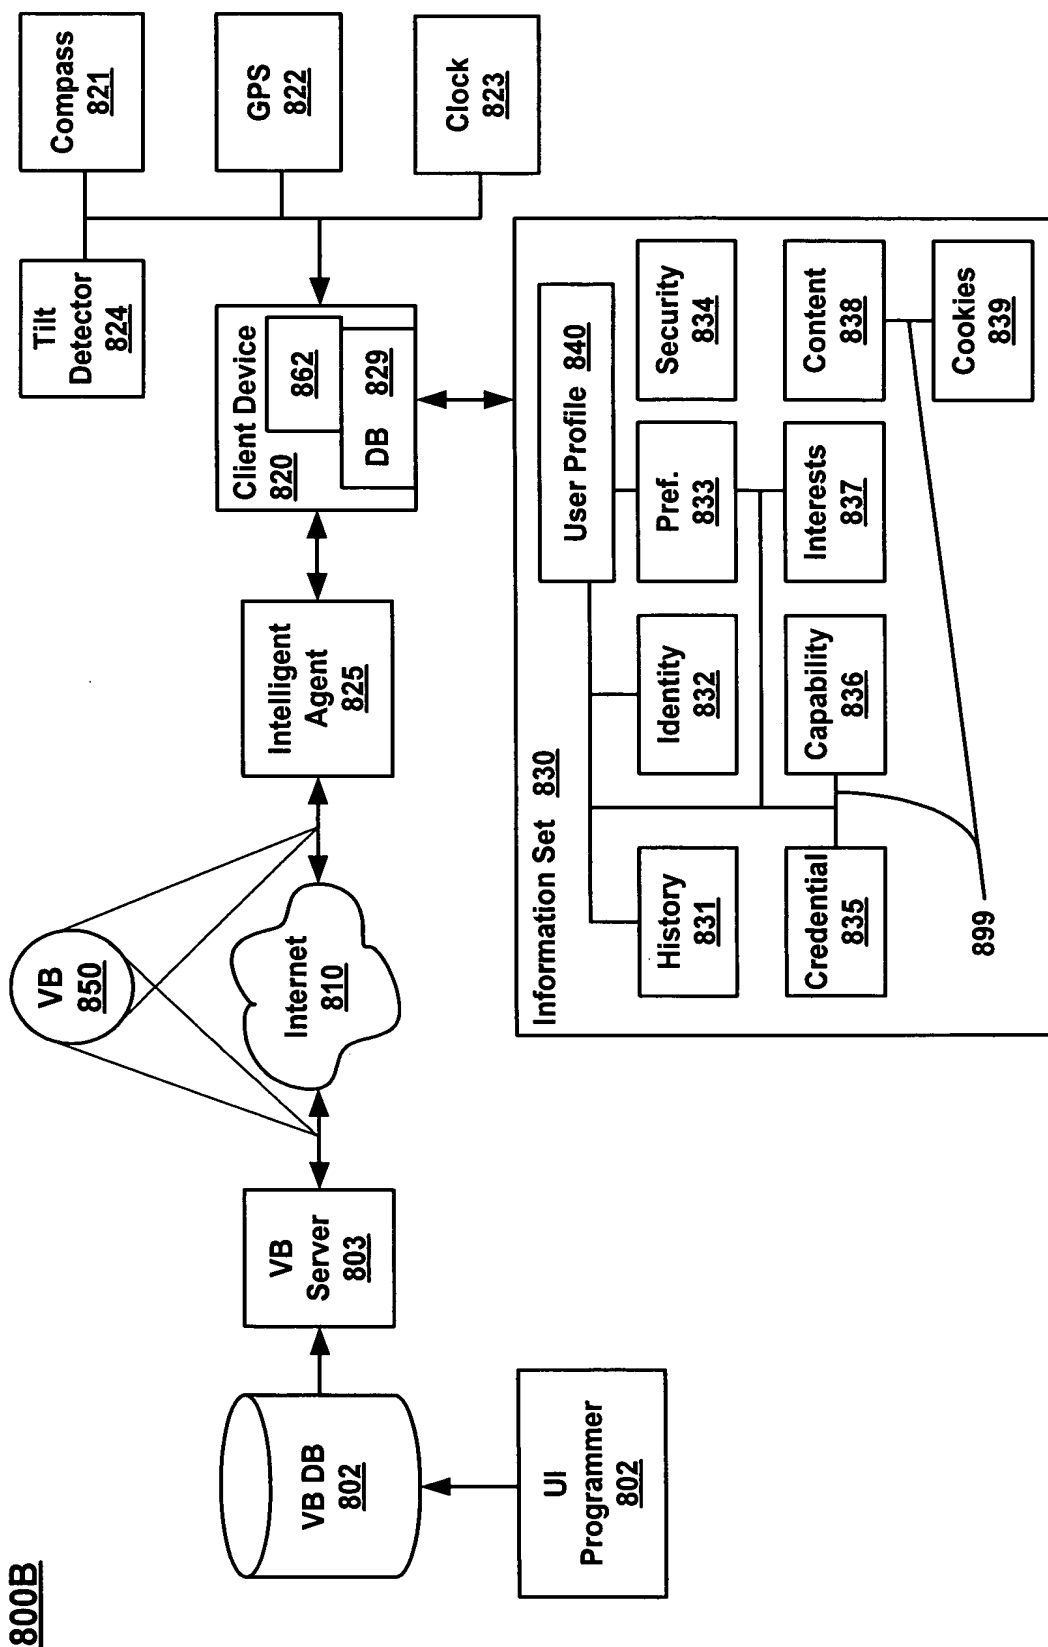 800B
VB DB
802
UI
Programmer
802
VB
Server
803
VB
850
Internet
810
Intelligent
Agent
825
Client Device
820
862
DB 829
Tilt
Detector
824
Compass
821
GPS
822
Clock
823
Information Set 830
User Profile 840
History
831
Identity
832
Pref.
833
Security
834
Credential
835
Capability
836
Interests
837
Content
838
Cookies
839
899